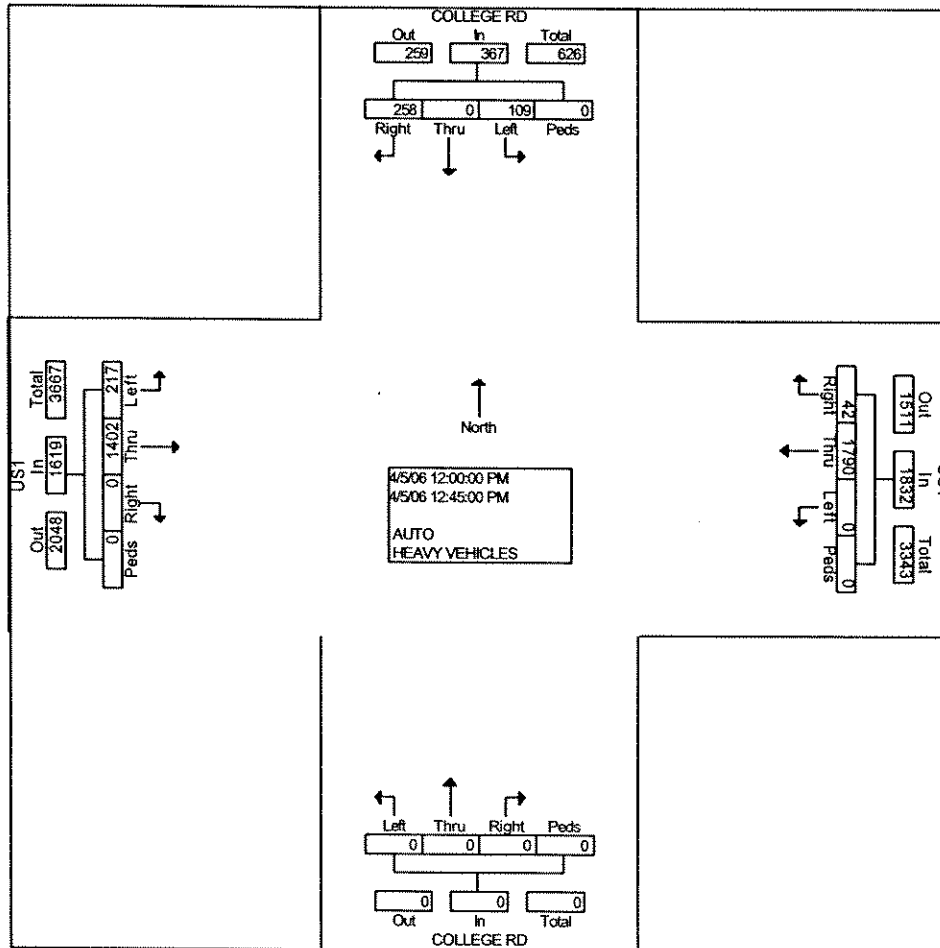 COLLEGE RD
Out In Total
259 367 626
258 0 109 0
Right Thru Left Peds
Total In Out
3667 1619 2048
US1
217 1402 0 0
Left Thru Right Peds
North
4/5/06 12:00:00 PM
4/5/06 12:45:00 PM
AUTO
HEAVY VEHICLES
Right Thru Left Peds
42 1790 0 0
Out In Total
1511 1832 3343
Left Thru Right Peds
0 0 0 0
0 0 0
Out In Total
COLLEGE RD